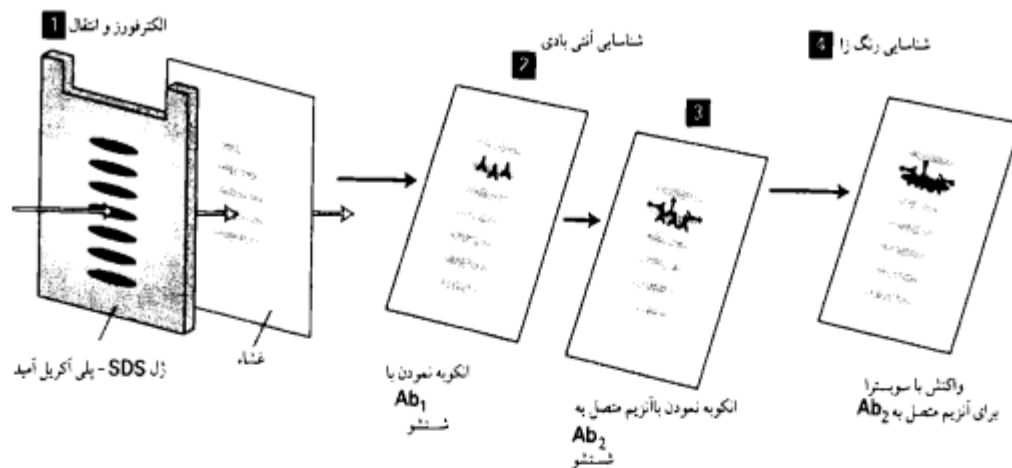 1 الکترفورز و انتقال
شناسایی آنتی بادی
2
3
4 شناسایی رنگ زا
ژل SDS - پلی آکریل آمید
غشاء
انکوبه نمودن با
Ab1
شستشو
انکوبه نمودن باآنزیم متصل به
Ab2
شستشو
واکنش با سوبسترا
برای آنزیم متصل به Ab2